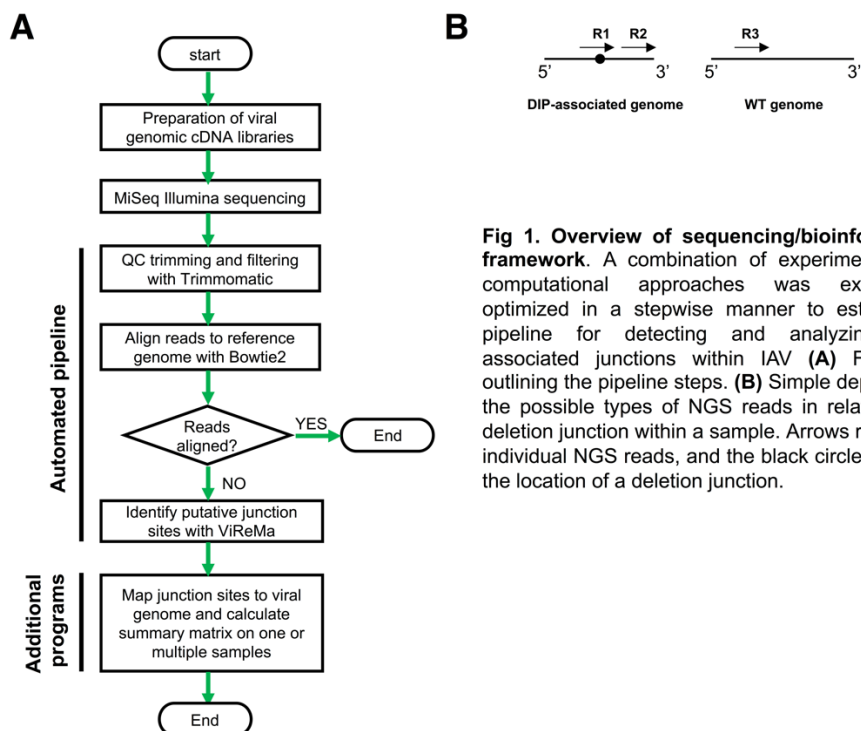 A
start
Preparation of viral
genomic cDNA libraries
MiSeq Illumina sequencing
Automated pipeline
QC trimming and filtering
with Trimmomatic
Align reads to reference
genome with Bowtie2
Reads
aligned?
YES
End
NO
Identify putative junction
sites with ViReMa
Additional
programs
Map junction sites to viral
genome and calculate
summary matrix on one or
multiple samples
End
B
R1 R2 R3
5’ 3’ 5’ 3’
DIP-associated genome WT genome
Fig 1. Overview of sequencing/bioinfo
framework. A combination of experime
computational approaches was ex
optimized in a stepwise manner to est
pipeline for detecting and analyzin
associated junctions within IAV (A) F
outlining the pipeline steps. (B) Simple dep
the possible types of NGS reads in rela
deletion junction within a sample. Arrows r
individual NGS reads, and the black circle
the location of a deletion junction.